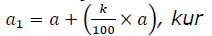 a₁ = a + (k/100 × a), kur